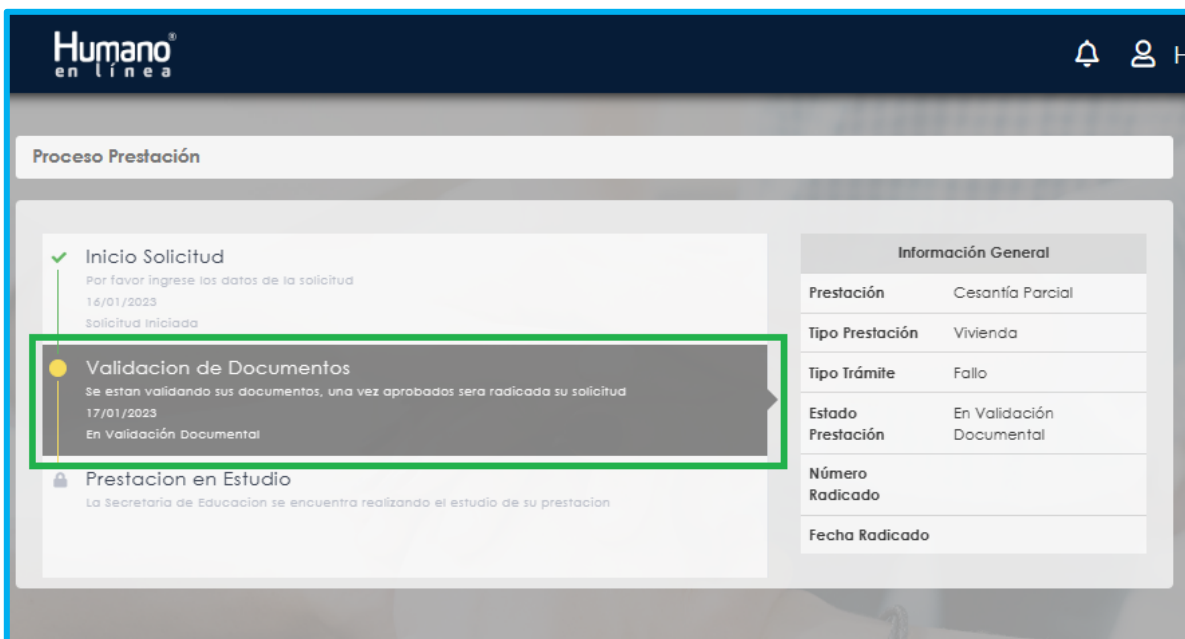 Humano®
en línea
H
Proceso Prestación
Inicio Solicitud
Por favor ingrese los datos de la solicitud
16/01/2023
Solicitud Iniciada
Validacion de Documentos
Se estan validando sus documentos, una vez aprobados sera radicada su solicitud
17/01/2023
En Validación Documental
Prestacion en Estudio
La Secretaria de Educacion se encuentra realizando el estudio de su prestacion
Información General
Prestación Cesantía Parcial
Tipo Prestación Vivienda
Tipo Trámite Fallo
Estado En Validación
Prestación Documental
Número
Radicado
Fecha Radicado